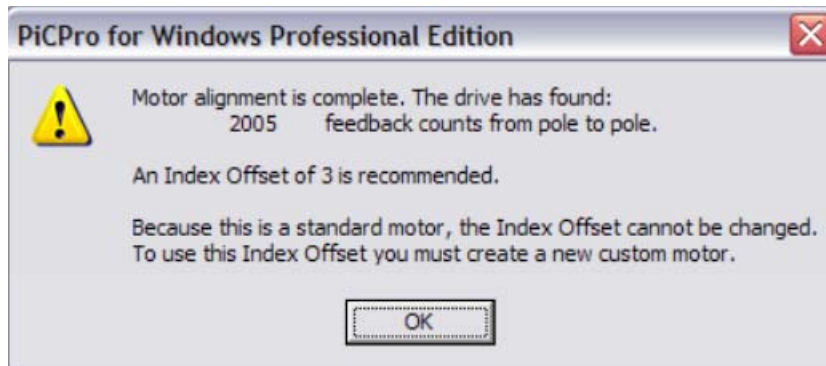 PiCPro for Windows Professional Edition
Motor alignment is complete. The drive has found:
2005 feedback counts from pole to pole.
An Index Offset of 3 is recommended.
Because this is a standard motor, the Index Offset cannot be changed.
To use this Index Offset you must create a new custom motor.
OK